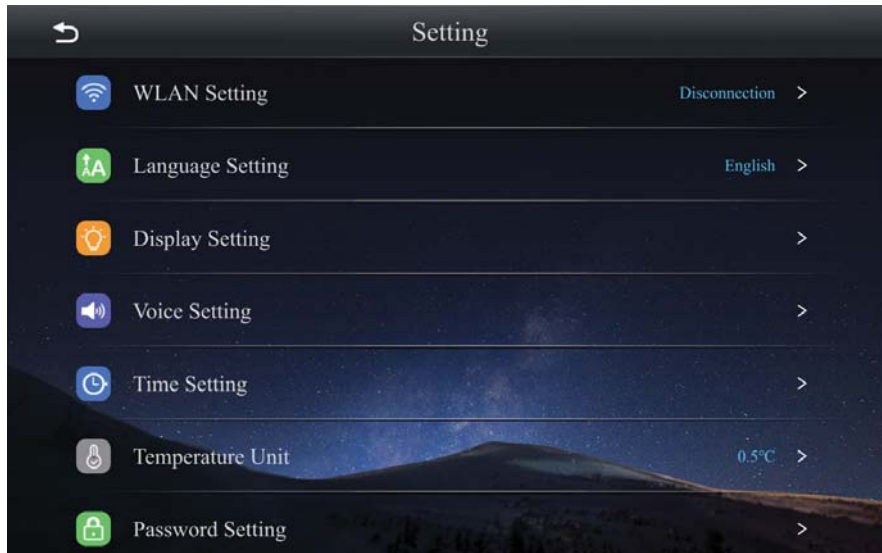 Setting
WLAN Setting Disconnection >
Language Setting English >
Display Setting >
Voice Setting >
Time Setting >
Temperature Unit 0.5°C >
Password Setting >